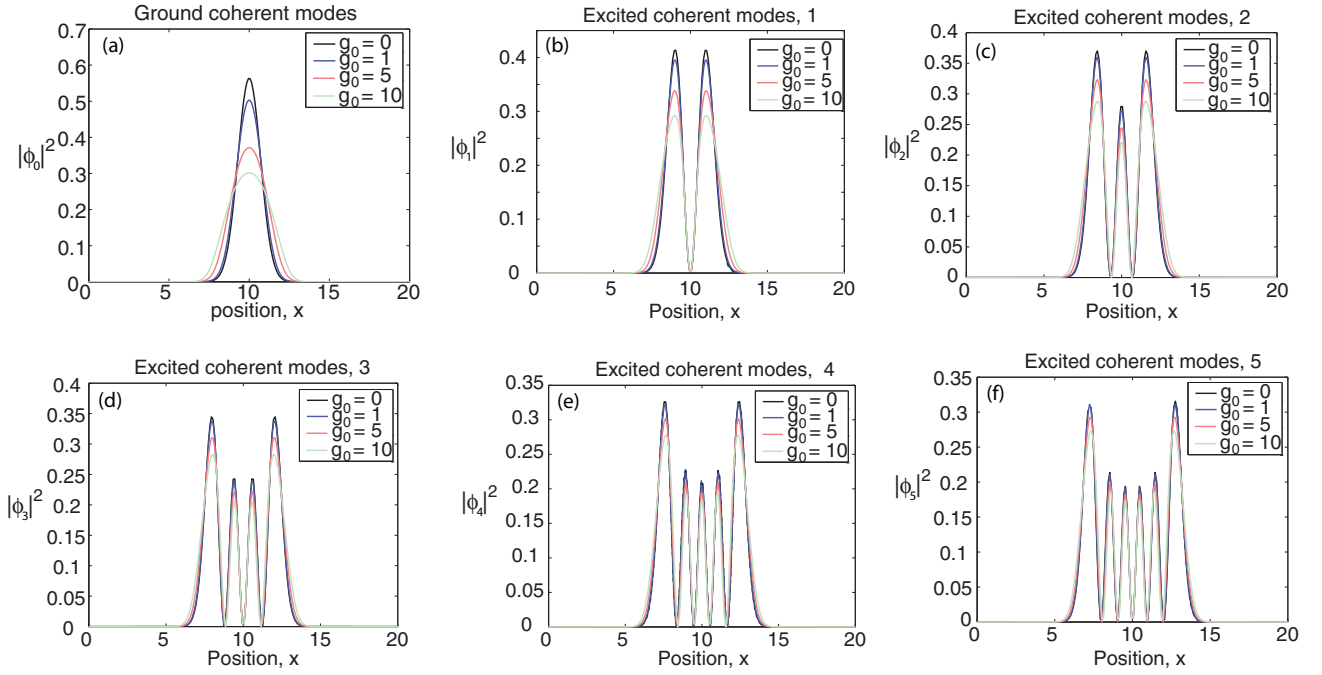 Ground coherent modes
(a)
g0 = 0
g0 = 1
g0 = 5
g0 = 10
|ϕ0|2
0.7
0.6
0.5
0.4
0.3
0.2
0.1
0
0 5 10 15 20
position, x
Excited coherent modes, 1
(b)
g0 = 0
g0 = 1
g0 = 5
g0 = 10
|ϕ1|2
0.4
0.3
0.2
0.1
0
0 5 10 15 20
Position, x
Excited coherent modes, 2
(c)
g0 = 0
g0 = 1
g0 = 5
g0 = 10
|ϕ2|2
0.4
0.35
0.3
0.25
0.2
0.15
0.1
0.05
0
0 5 10 15 20
Position, x
Excited coherent modes, 3
(d)
g0 = 0
g0 = 1
g0 = 5
g0 = 10
|ϕ3|2
0.4
0.35
0.3
0.25
0.2
0.15
0.1
0.05
0
0 5 10 15 20
Position, x
Excited coherent modes, 4
(e)
g0 = 0
g0 = 1
g0 = 5
g0 = 10
|ϕ4|2
0.35
0.3
0.25
0.2
0.15
0.1
0.05
0
0 5 10 15 20
Position, x
Excited coherent modes, 5
(f)
g0 = 0
g0 = 1
g0 = 5
g0 = 10
|ϕ5|2
0.35
0.3
0.25
0.2
0.15
0.1
0.05
0
0 5 10 15 20
Position, x